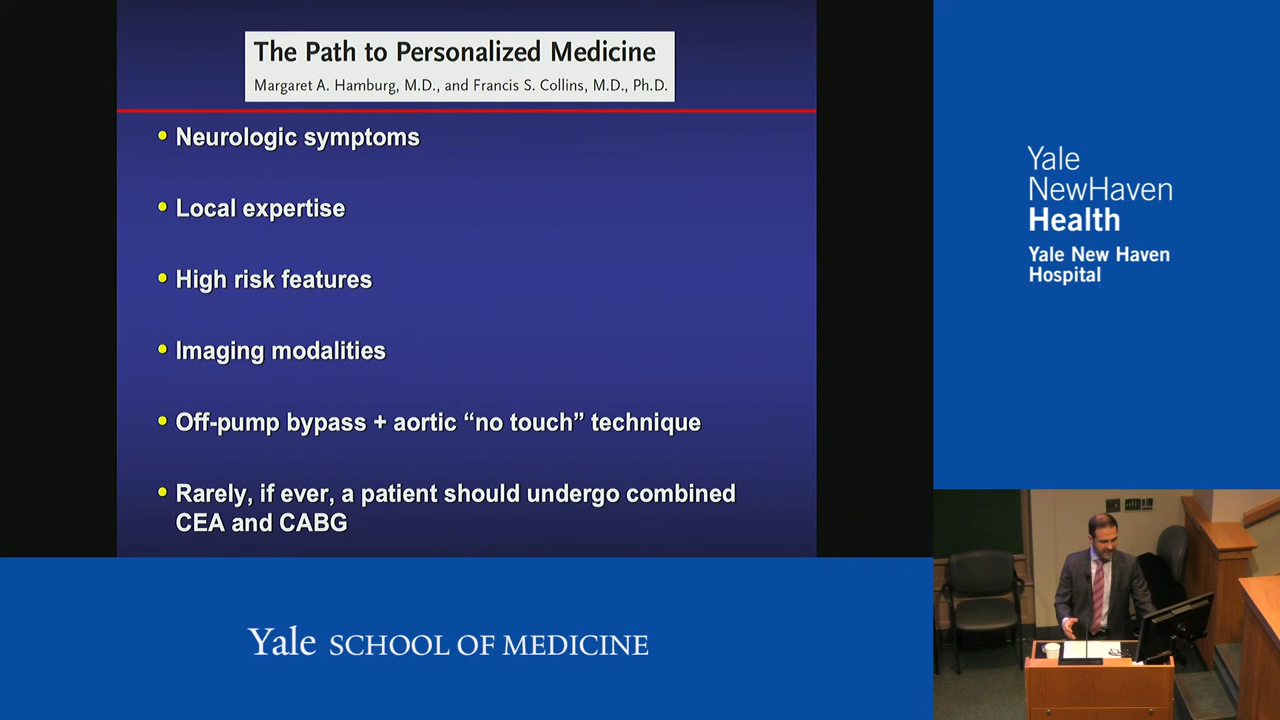 The Path to Personalized Medicine
Margaret A. Hamburg, M.D., and Francis S. Collins, M.D., Ph.D.
• Neurologic symptoms
• Local expertise
• High risk features
• Imaging modalities
• Off-pump bypass + aortic “no touch” technique
• Rarely, if ever, a patient should undergo combined
CEA and CABG
Yale
NewHaven
Health
Yale New Haven
Hospital
Yale SCHOOL OF MEDICINE